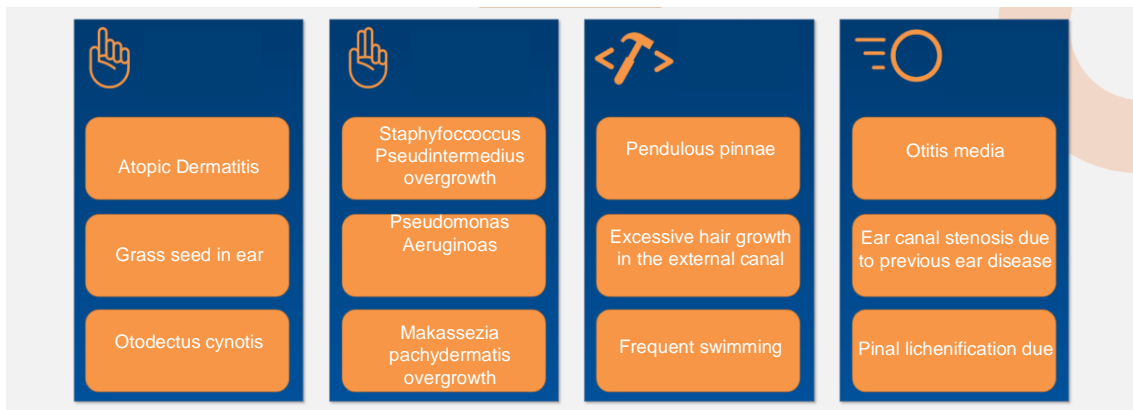 Atopic Dermatitis
Grass seed in ear
Otodectus cynotis
Staphyfoccoccus
Pseudintermedius
overgrowth
Pseudomonas
Aeruginoas
Makassezia
pachydermatis
overgrowth
Pendulous pinnae
Excessive hair growth
in the external canal
Frequent swimming
Otitis media
Ear canal stenosis due
to previous ear disease
Pinal lichenification due